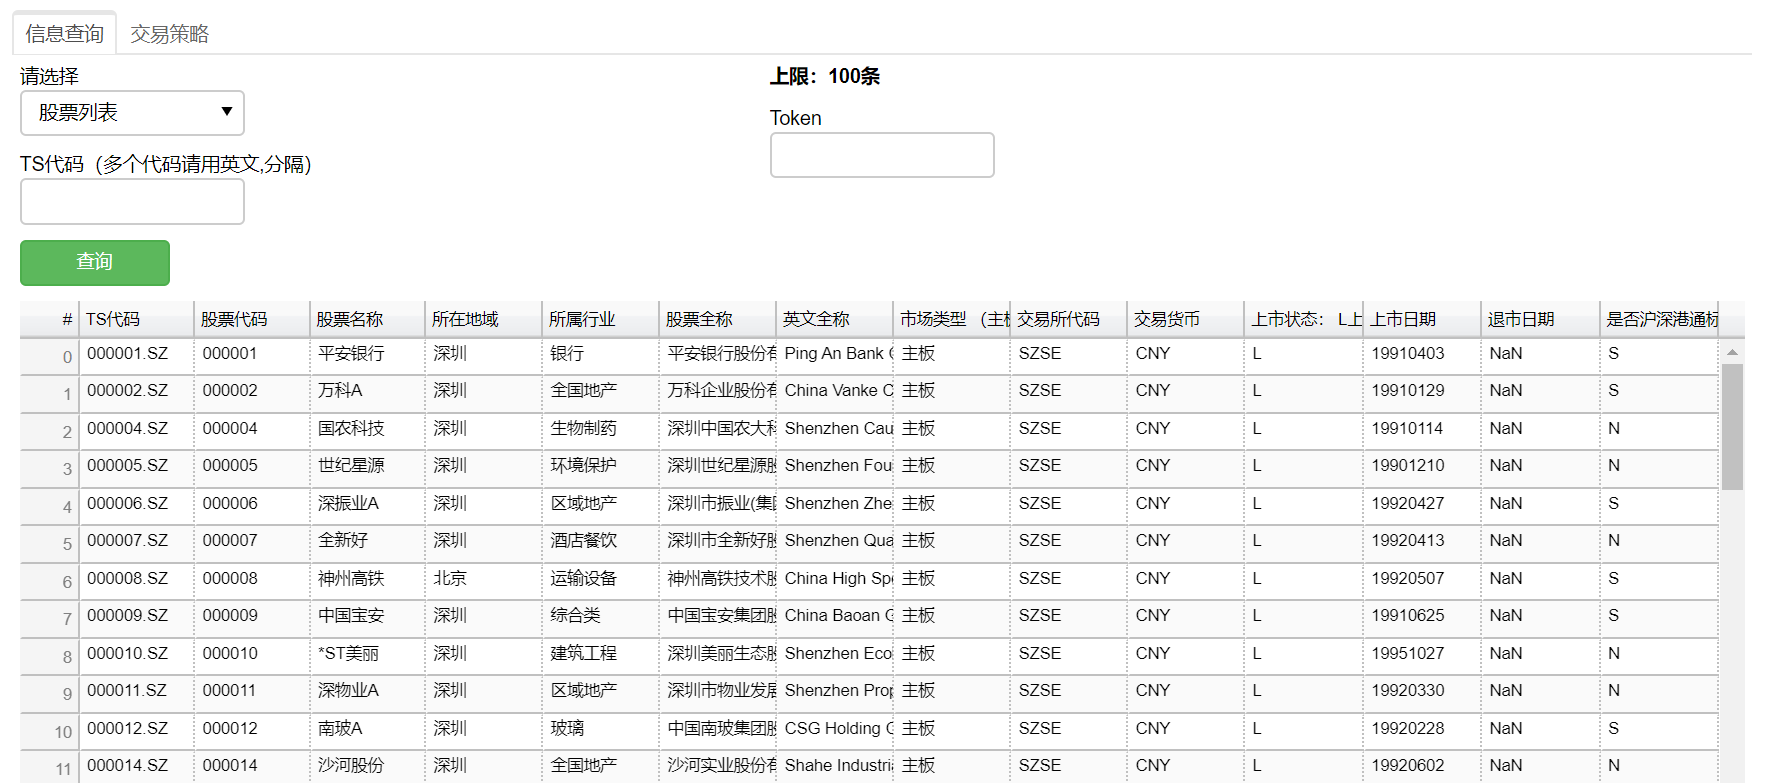 信息查询 交易策略
请选择 上限：100条
股票列表 Token
TS代码（多个代码请用英文,分隔）
查询
# TS代码 股票代码 股票名称 所在地域 所属行业 股票全称 英文全称 市场类型 （主板 交易所代码 交易货币 上市状态： L上 上市日期 退市日期 是否沪深港通标
0 000001.SZ 000001 平安银行 深圳 银行 平安银行股份有 Ping An Bank 主板 SZSE CNY L 19910403 NaN S
1 000002.SZ 000002 万科A 深圳 全国地产 万科企业股份有 China Vanke C 主板 SZSE CNY L 19910129 NaN S
2 000004.SZ 000004 国农科技 深圳 生物制药 深圳中国农大科 Shenzhen Cau 主板 SZSE CNY L 19910114 NaN N
3 000005.SZ 000005 世纪星源 深圳 环境保护 深圳世纪星源股 Shenzhen Fou 主板 SZSE CNY L 19901210 NaN N
4 000006.SZ 000006 深振业A 深圳 区域地产 深圳市振业(集团 Shenzhen Zhe 主板 SZSE CNY L 19920427 NaN S
5 000007.SZ 000007 全新好 深圳 酒店餐饮 深圳市全新好股 Shenzhen Qua 主板 SZSE CNY L 19920413 NaN N
6 000008.SZ 000008 神州高铁 北京 运输设备 神州高铁技术股 China High Spe 主板 SZSE CNY L 19920507 NaN S
7 000009.SZ 000009 中国宝安 深圳 综合类 中国宝安集团股 China Baoan G 主板 SZSE CNY L 19910625 NaN S
8 000010.SZ 000010 *ST美丽 深圳 建筑工程 深圳美丽生态股 Shenzhen Eco 主板 SZSE CNY L 19951027 NaN N
9 000011.SZ 000011 深物业A 深圳 区域地产 深圳市物业发展 Shenzhen Prop 主板 SZSE CNY L 19920330 NaN N
10 000012.SZ 000012 南玻A 深圳 玻璃 中国南玻集团股 CSG Holding 主板 SZSE CNY L 19920228 NaN S
11 000014.SZ 000014 沙河股份 深圳 全国地产 沙河实业股份有 Shahe Industri 主板 SZSE CNY L 19920602 NaN N